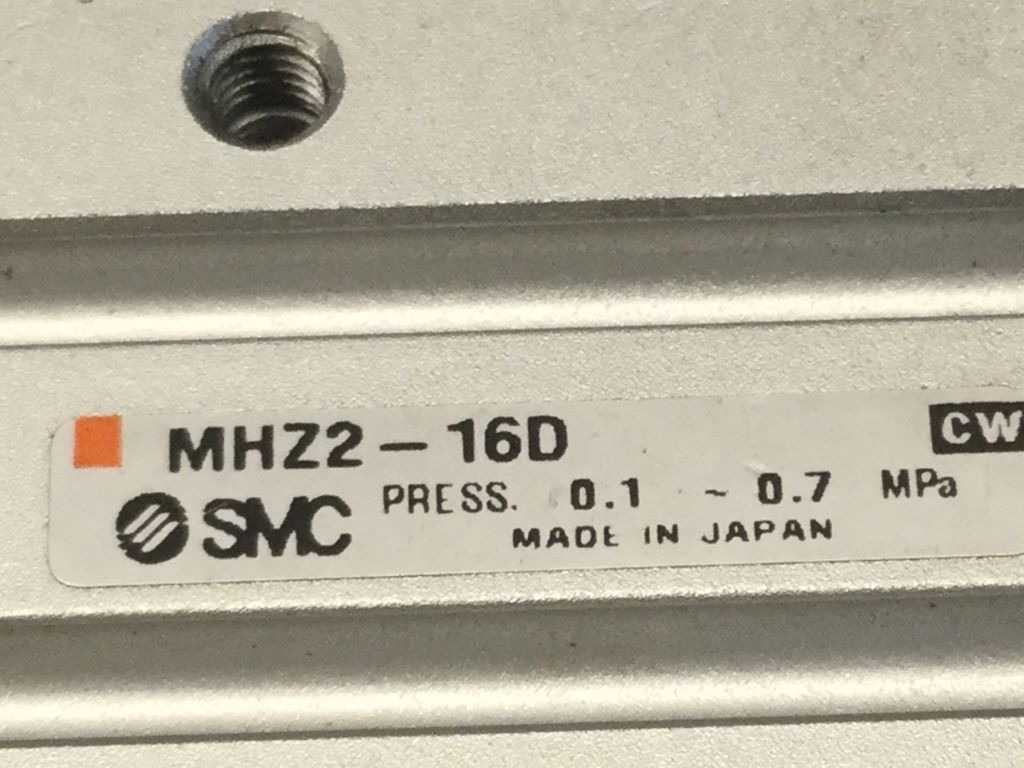 MHZ2-16D CW
SMC PRESS. 0.1 ~ 0.7 MPa
MADE IN JAPAN